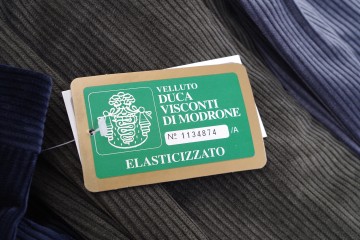 VELLUTO
DUCA
VISCONTI
DI MODRONE
Nº 1134874 /A
ELASTICIZZATO